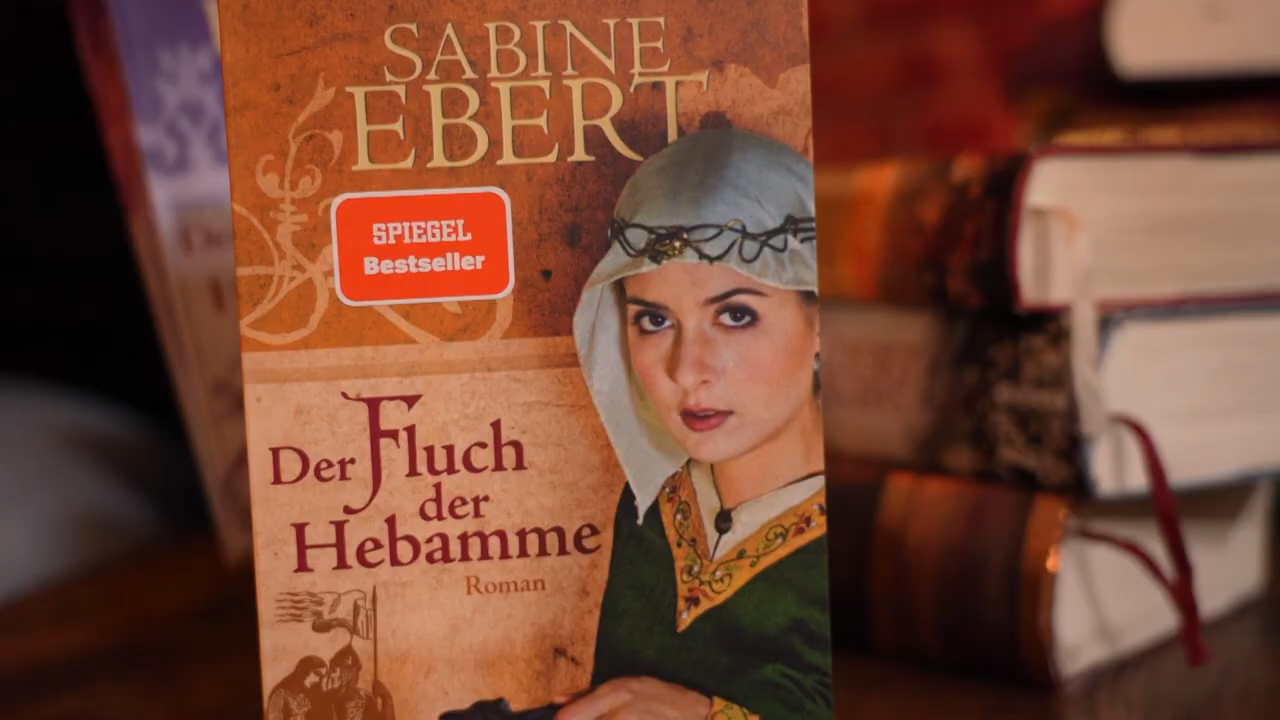 SABINE
EBERT
SPIEGEL
Bestseller
Der Fluch
der
Hebamme
Roman